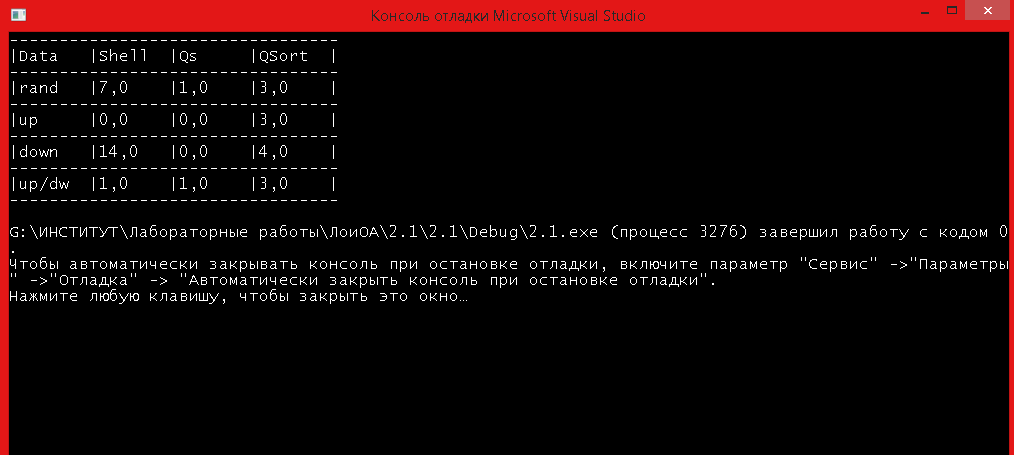 Консоль отладки Microsoft Visual Studio
----------------------------------
|Data   |Shell  |Qs     |QSort  |
----------------------------------
|rand   |7,0    |1,0    |3,0    |
----------------------------------
|up     |0,0    |0,0    |3,0    |
----------------------------------
|down   |14,0   |0,0    |4,0    |
----------------------------------
|up/dw  |1,0    |1,0    |3,0    |
----------------------------------
G:\ИНСТИТУТ\Лабораторные работы\ЛоиОА\2.1\2.1\Debug\2.1.exe (процесс 3276) завершил работу с кодом 0
.
Чтобы автоматически закрывать консоль при остановке отладки, включите параметр "Сервис" ->"Параметры
" ->"Отладка" -> "Автоматически закрыть консоль при остановке отладки".
Нажмите любую клавишу, чтобы закрыть это окно…